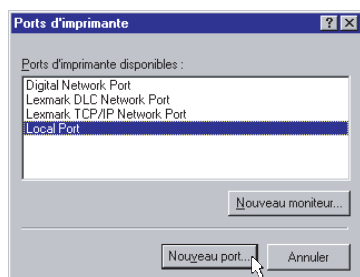 Ports d'imprimante
Ports d'imprimante disponibles :
Digital Network Port
Lexmark DLC Network Port
Lexmark TCP/IP Network Port
Local Port
Nouveau moniteur...
Nouveau port...
Annuler